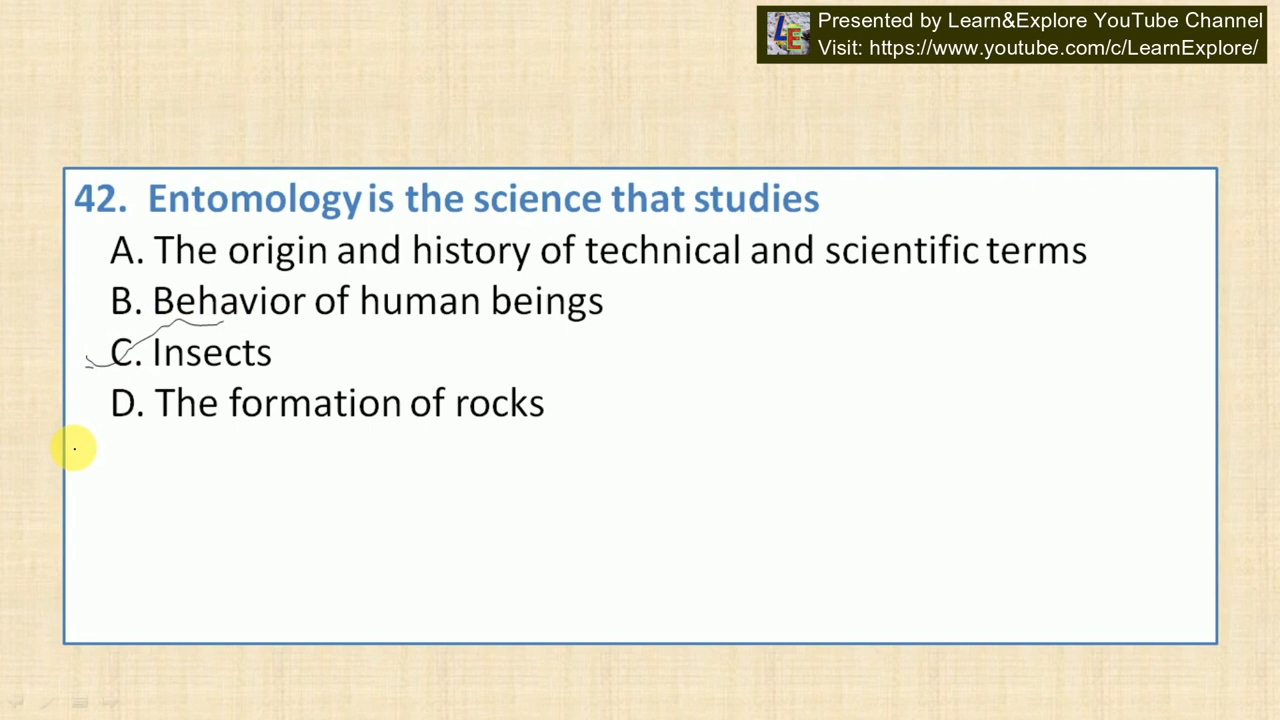 Presented by Learn&Explore YouTube Channel
Visit: https://www.youtube.com/c/LearnExplore/
LE
42. Entomology is the science that studies
A. The origin and history of technical and scientific terms
B. Behavior of human beings
C. Insects
D. The formation of rocks